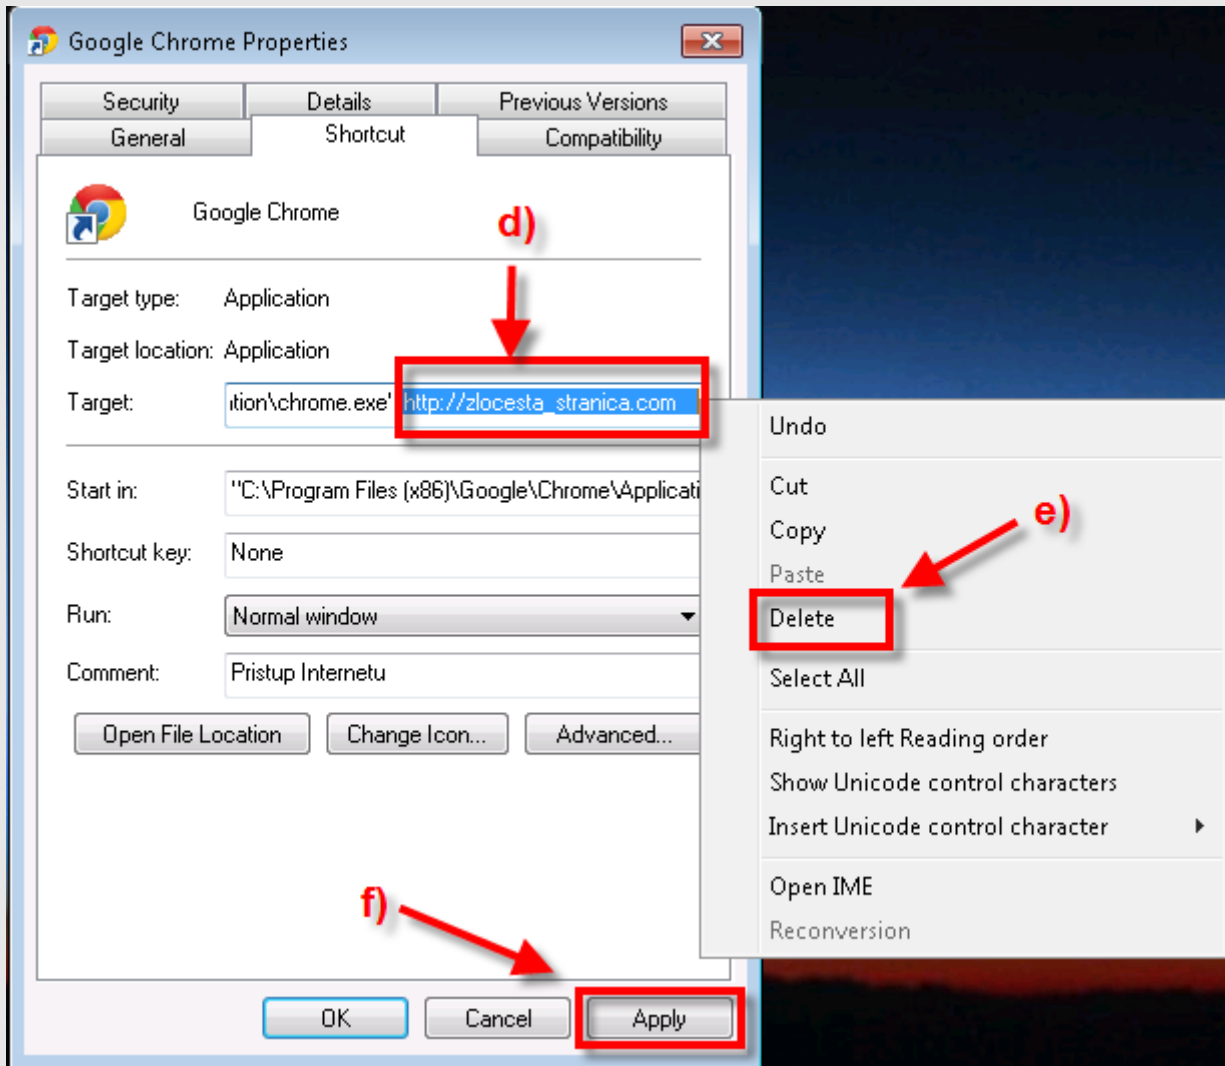 Google Chrome Properties
Security Details Previous Versions
General Shortcut Compatibility
Google Chrome
d)
Target type: Application
Target location: Application
Target: ition\chrome.exe" http://zlocesta_stranica.com
Undo
Start in: "C:\Program Files (x86)\Google\Chrome\Applicati
Cut
e)
Copy
Shortcut key: None
Paste
Run: Normal window
Delete
Comment: Pristup Internetu
Select All
Open File Location Change Icon... Advanced...
Right to left Reading order
Show Unicode control characters
Insert Unicode control character
Open IME
f)
Reconversion
OK Cancel Apply